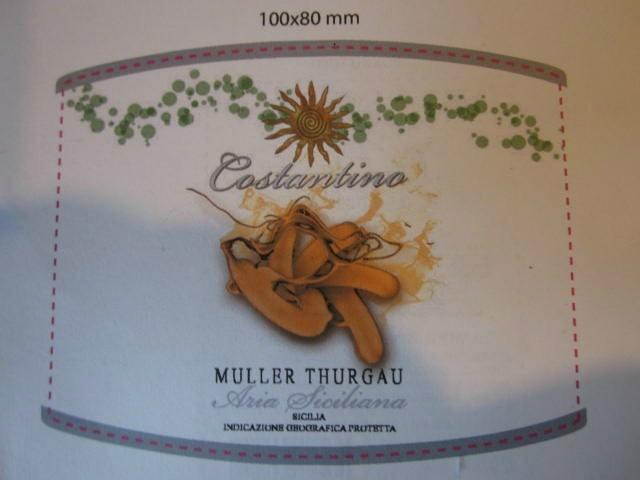 100x80 mm
Costantino
MULLER THURGAU
Aria Siciliana
SICILIA
INDICAZIONE GEOGRAFICA PROTETTA